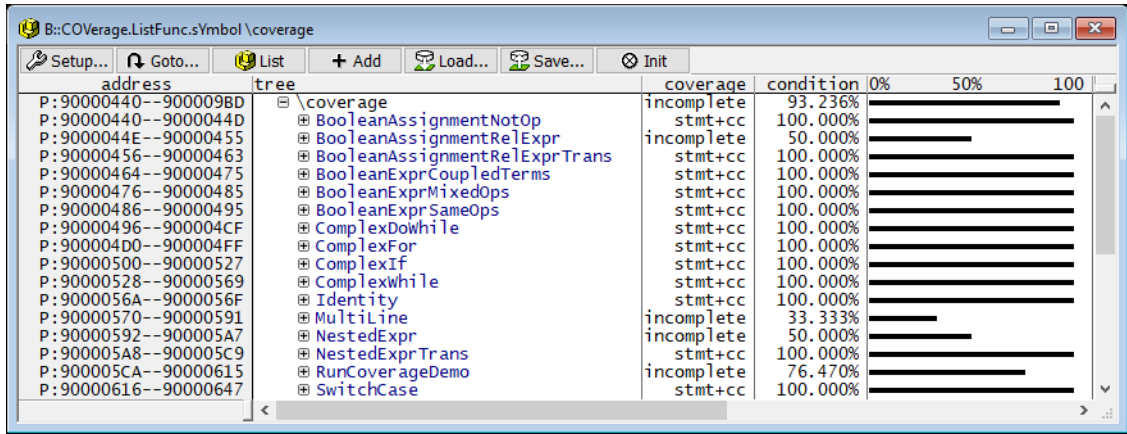 B::COVerage.ListFunc.sYmbol \coverage
Setup... Goto... List + Add Load... Save... Init
address tree coverage condition 0% 50% 100
P:90000440--900009BD \coverage incomplete 93.236%
P:90000440--9000044D BooleanAssignmentNotOp stmt+cc 100.000%
P:9000044E--90000455 BooleanAssignmentRelExpr incomplete 50.000%
P:90000456--90000463 BooleanAssignmentRelExprTrans stmt+cc 100.000%
P:90000464--90000475 BooleanExprCoupledTerms stmt+cc 100.000%
P:90000476--90000485 BooleanExprMixedOps stmt+cc 100.000%
P:90000486--90000495 BooleanExprSameOps stmt+cc 100.000%
P:90000496--900004CF ComplexDoWhile stmt+cc 100.000%
P:900004D0--900004FF ComplexFor stmt+cc 100.000%
P:90000500--90000527 ComplexIf stmt+cc 100.000%
P:90000528--90000569 ComplexWhile stmt+cc 100.000%
P:9000056A--9000056F Identity stmt+cc 100.000%
P:90000570--90000591 MultiLine incomplete 33.333%
P:90000592--900005A7 NestedExpr incomplete 50.000%
P:900005A8--900005C9 NestedExprTrans stmt+cc 100.000%
P:900005CA--90000615 RunCoverageDemo incomplete 76.470%
P:90000616--90000647 SwitchCase stmt+cc 100.000%